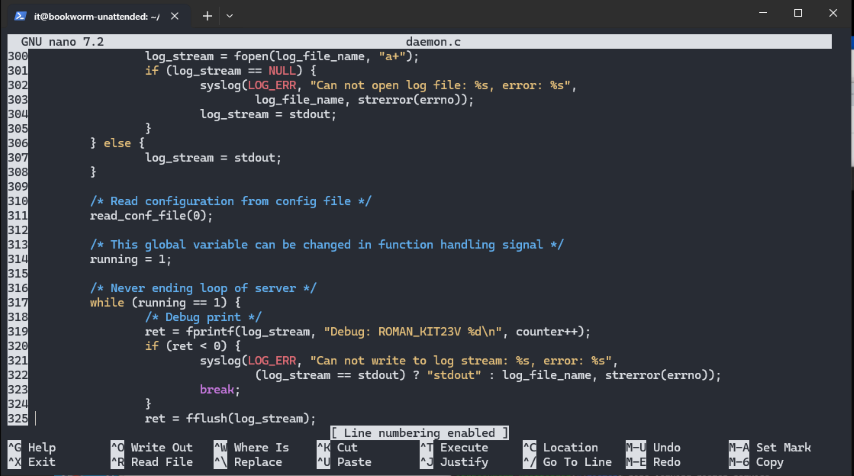 it@bookworm-unattended: ~/
GNU nano 7.2 daemon.c
300 log_stream = fopen(log_file_name, "a+");
301 if (log_stream == NULL) {
302 syslog(LOG_ERR, "Can not open log file: %s, error: %s",
303 log_file_name, strerror(errno));
304 log_stream = stdout;
305 }
306 } else {
307 log_stream = stdout;
308 }
309
310 /* Read configuration from config file */
311 read_conf_file(0);
312
313 /* This global variable can be changed in function handling signal */
314 running = 1;
315
316 /* Never ending loop of server */
317 while (running == 1) {
318 /* Debug print */
319 ret = fprintf(log_stream, "Debug: ROMAN_KIT23V %d\n", counter++);
320 if (ret < 0) {
321 syslog(LOG_ERR, "Can not write to log stream: %s, error: %s",
322 (log_stream == stdout) ? "stdout" : log_file_name, strerror(errno));
323 break;
324 }
325 ret = fflush(log_stream);
[ Line numbering enabled ]
^G Help ^O Write Out ^W Where Is ^K Cut ^T Execute ^C Location M-U Undo M-A Set Mark
^X Exit ^R Read File ^\ Replace ^U Paste ^J Justify ^/ Go To Line M-E Redo M-6 Copy